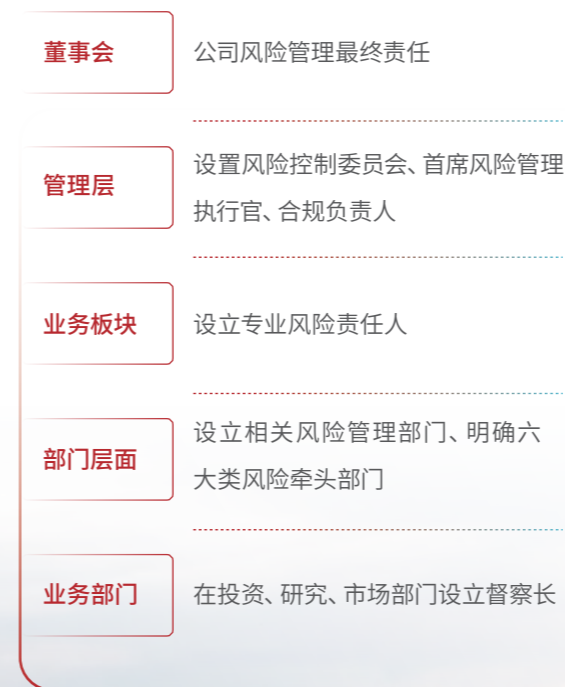 董事会
公司风险管理最终责任
管理层
设置风险控制委员会、首席风险管理
执行官、合规负责人
业务板块
设立专业风险责任人
部门层面
设立相关风险管理部门、明确六
大类风险牵头部门
业务部门
在投资、研究、市场部门设立督察长